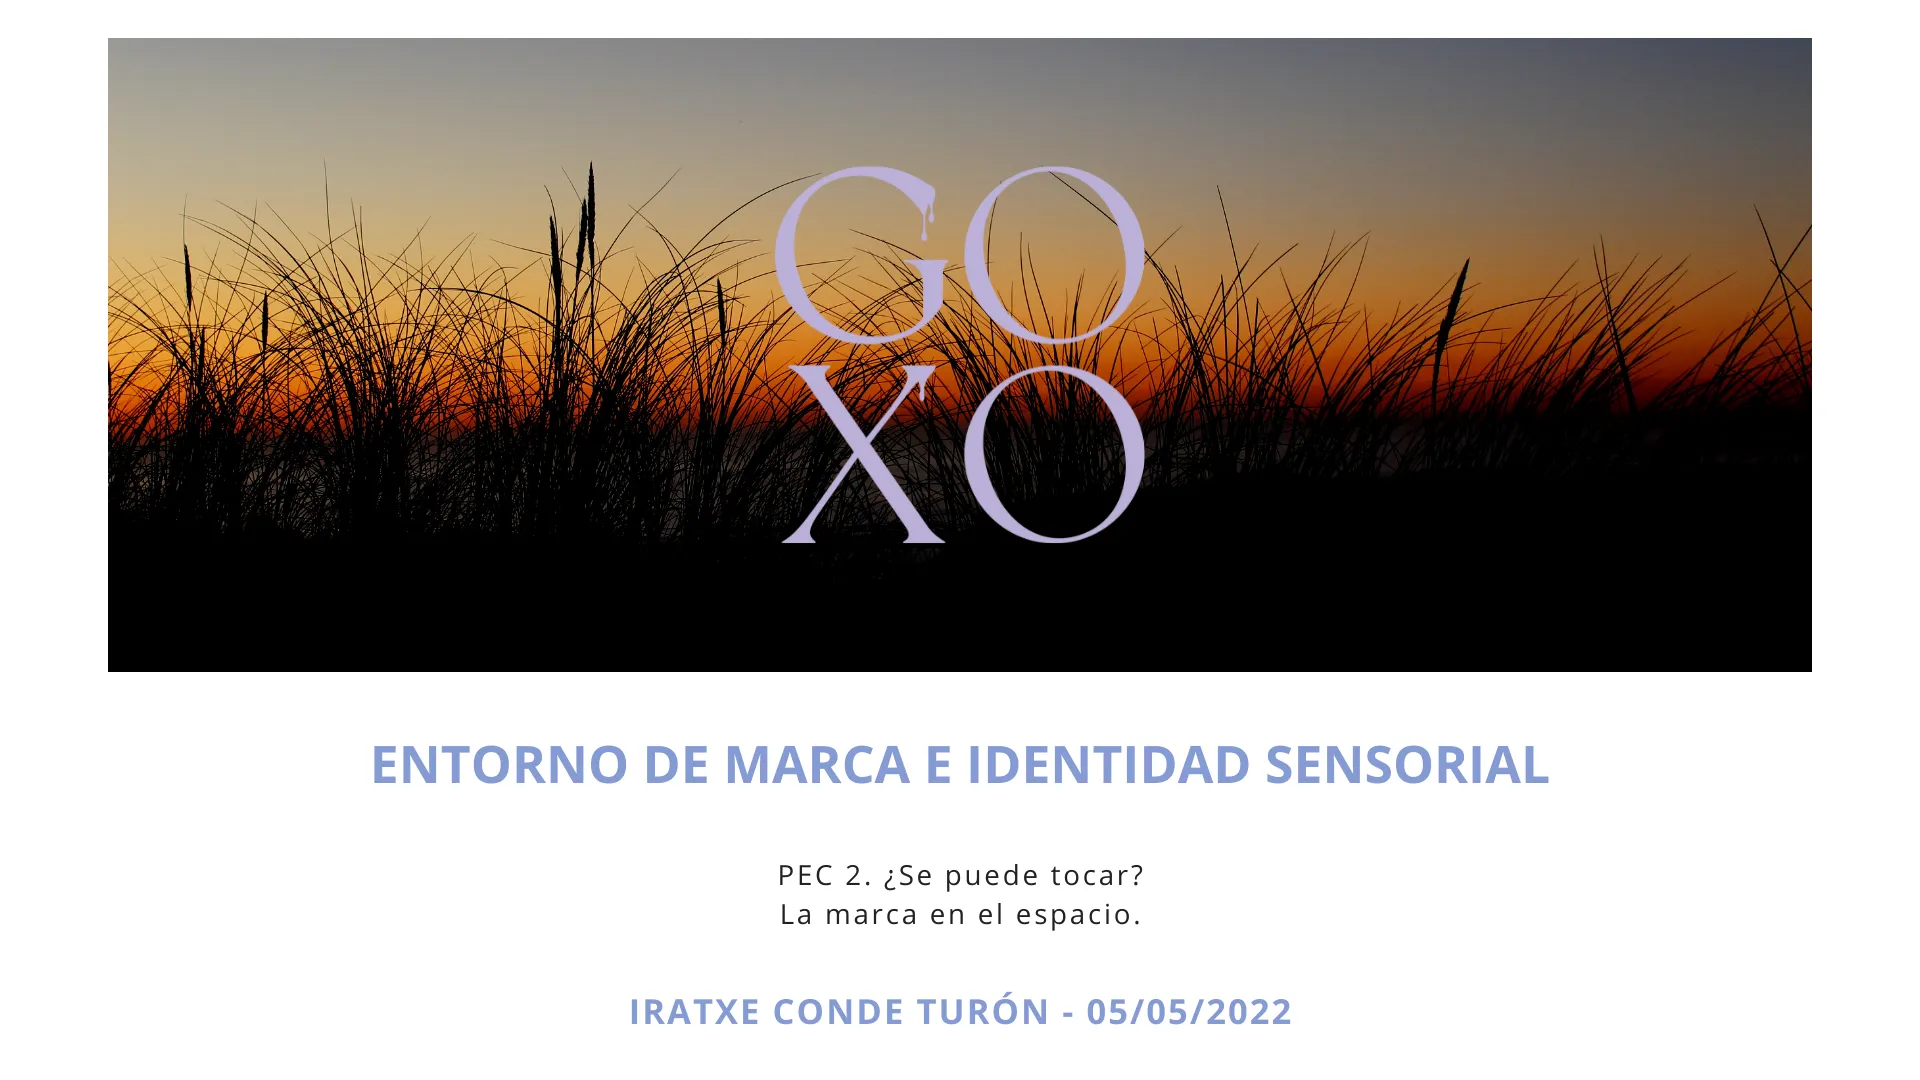 GO
XO
ENTORNO DE MARCA E IDENTIDAD SENSORIAL
PEC 2. ¿Se puede tocar?
La marca en el espacio.
IRATXE CONDE TURÓN - 05/05/2022